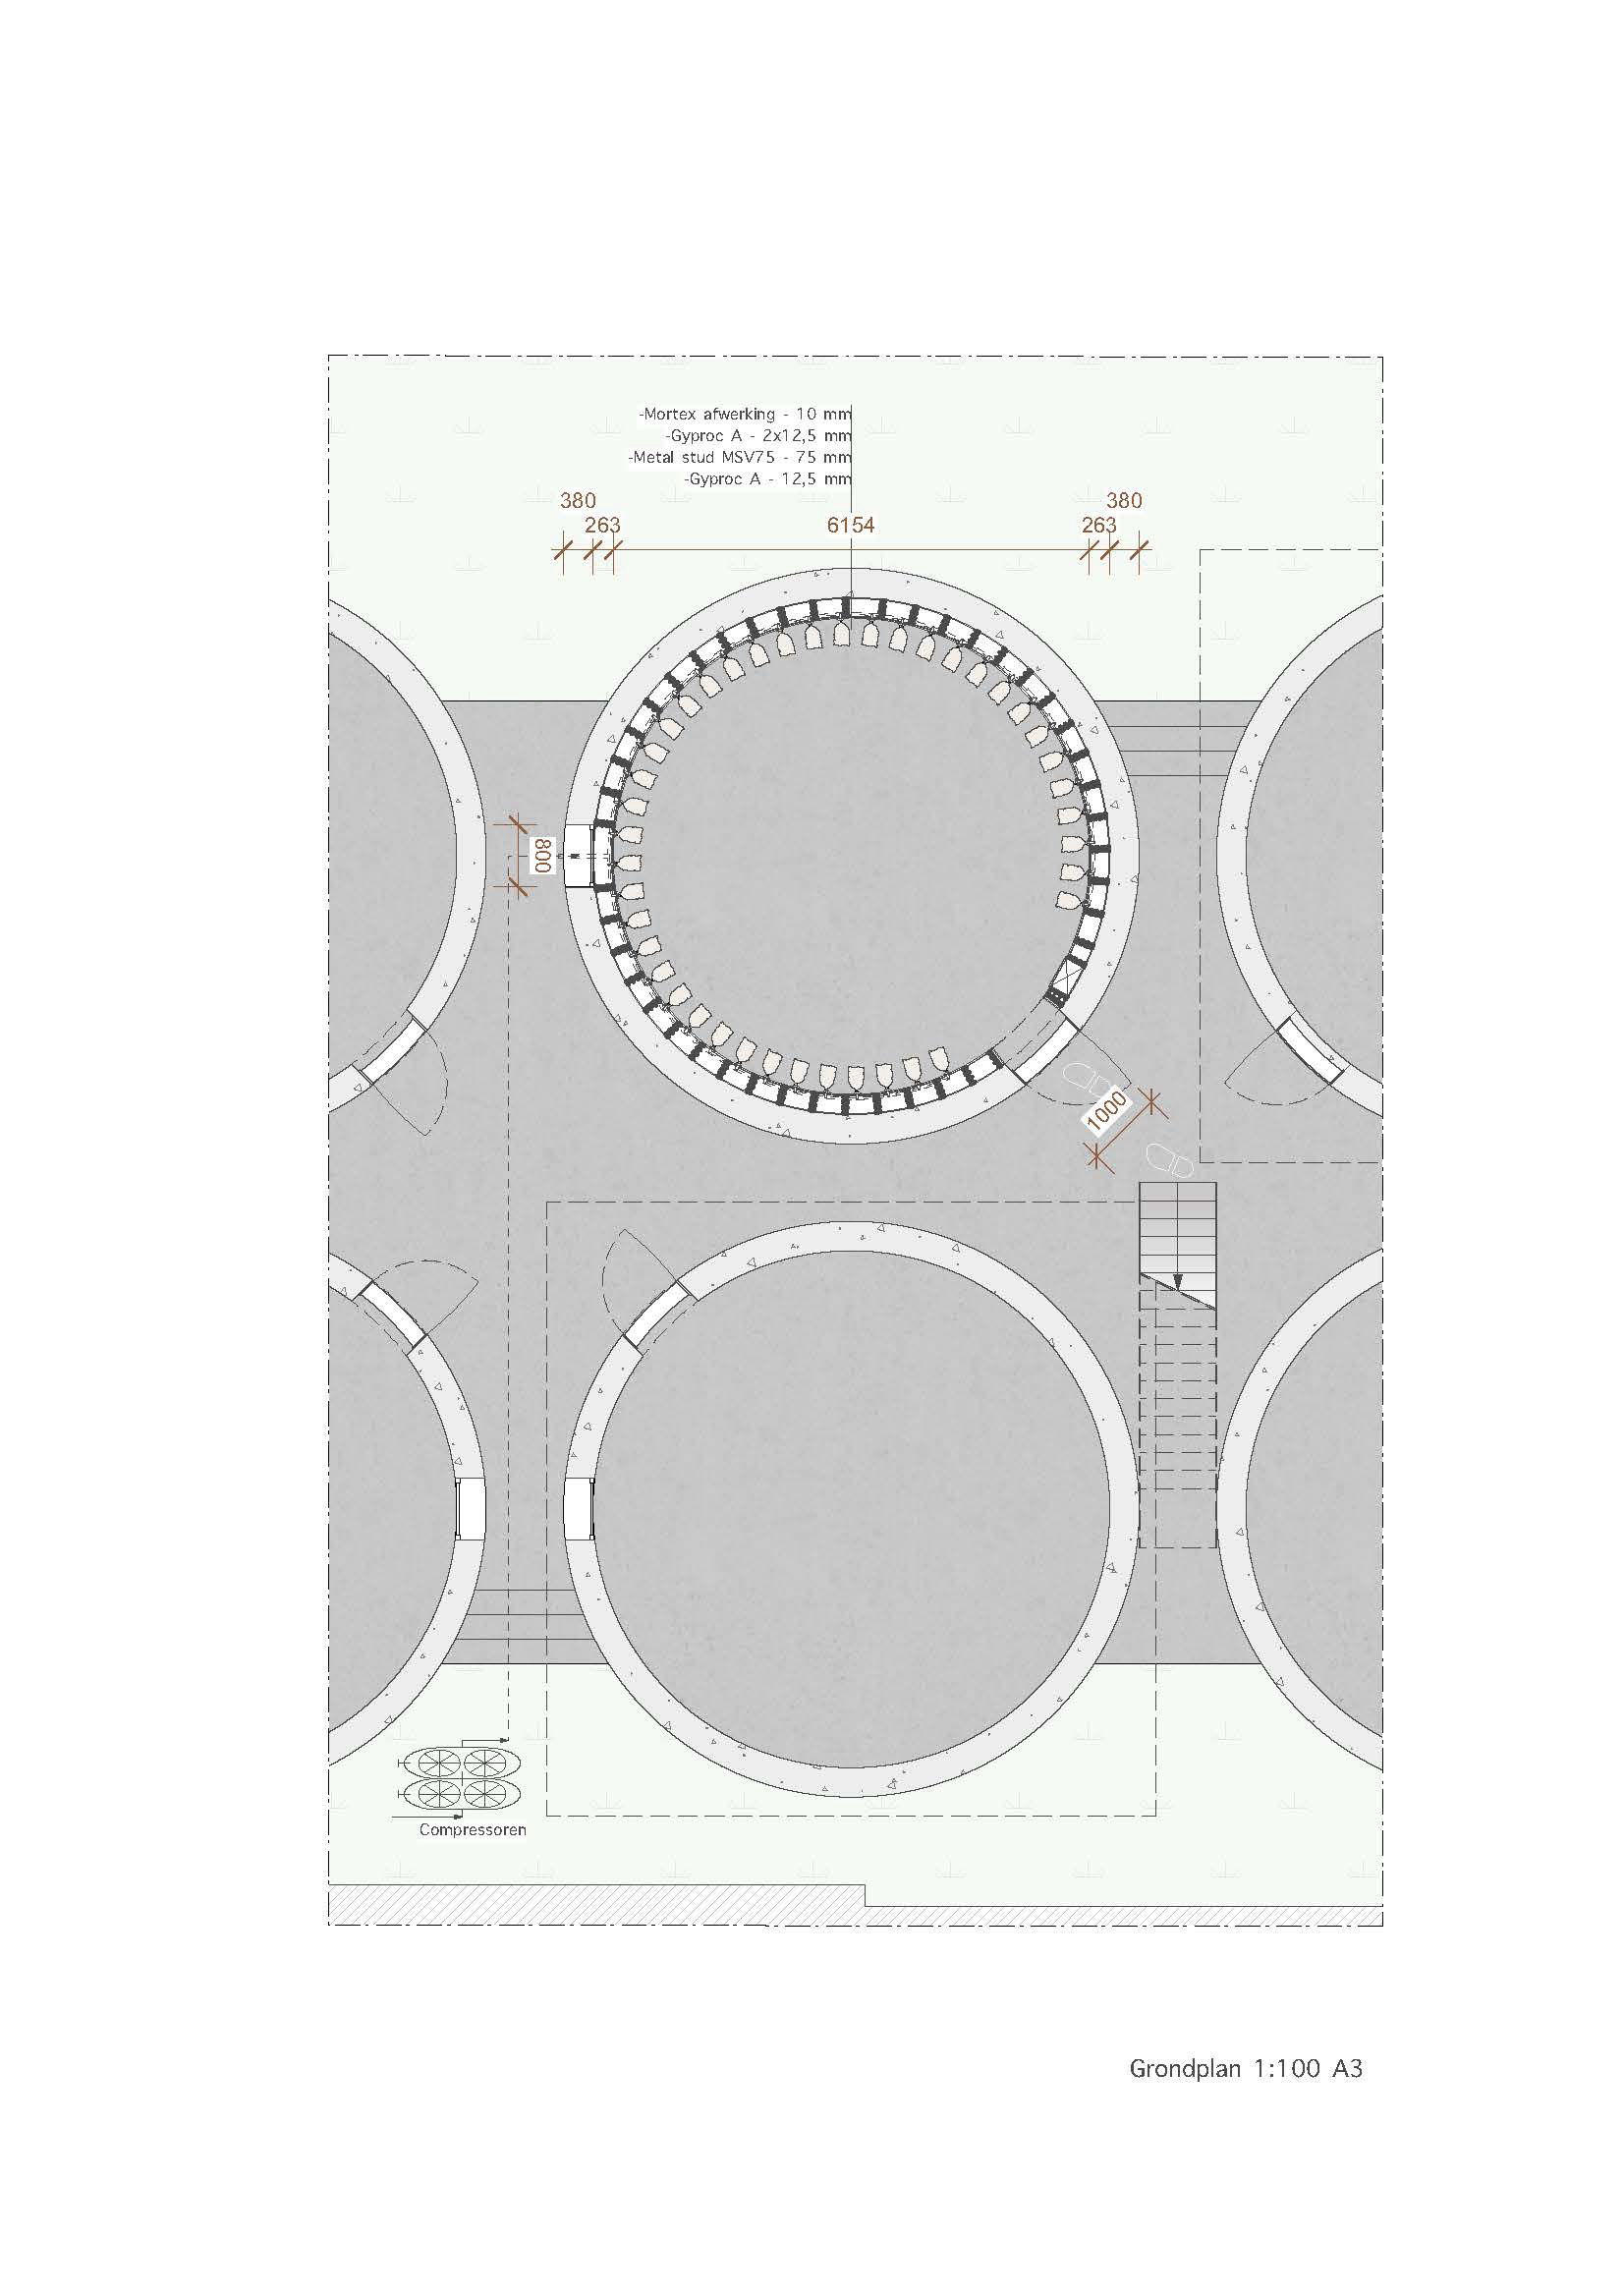 -Mortex afwerking - 10 mm
-Gyproc A - 2x12,5 mm
-Metal stud MSV75 - 75 mm
-Gyproc A - 12,5 mm
380 380
263 6154 263
800
1000
Compressoren
Grondplan 1:100 A3